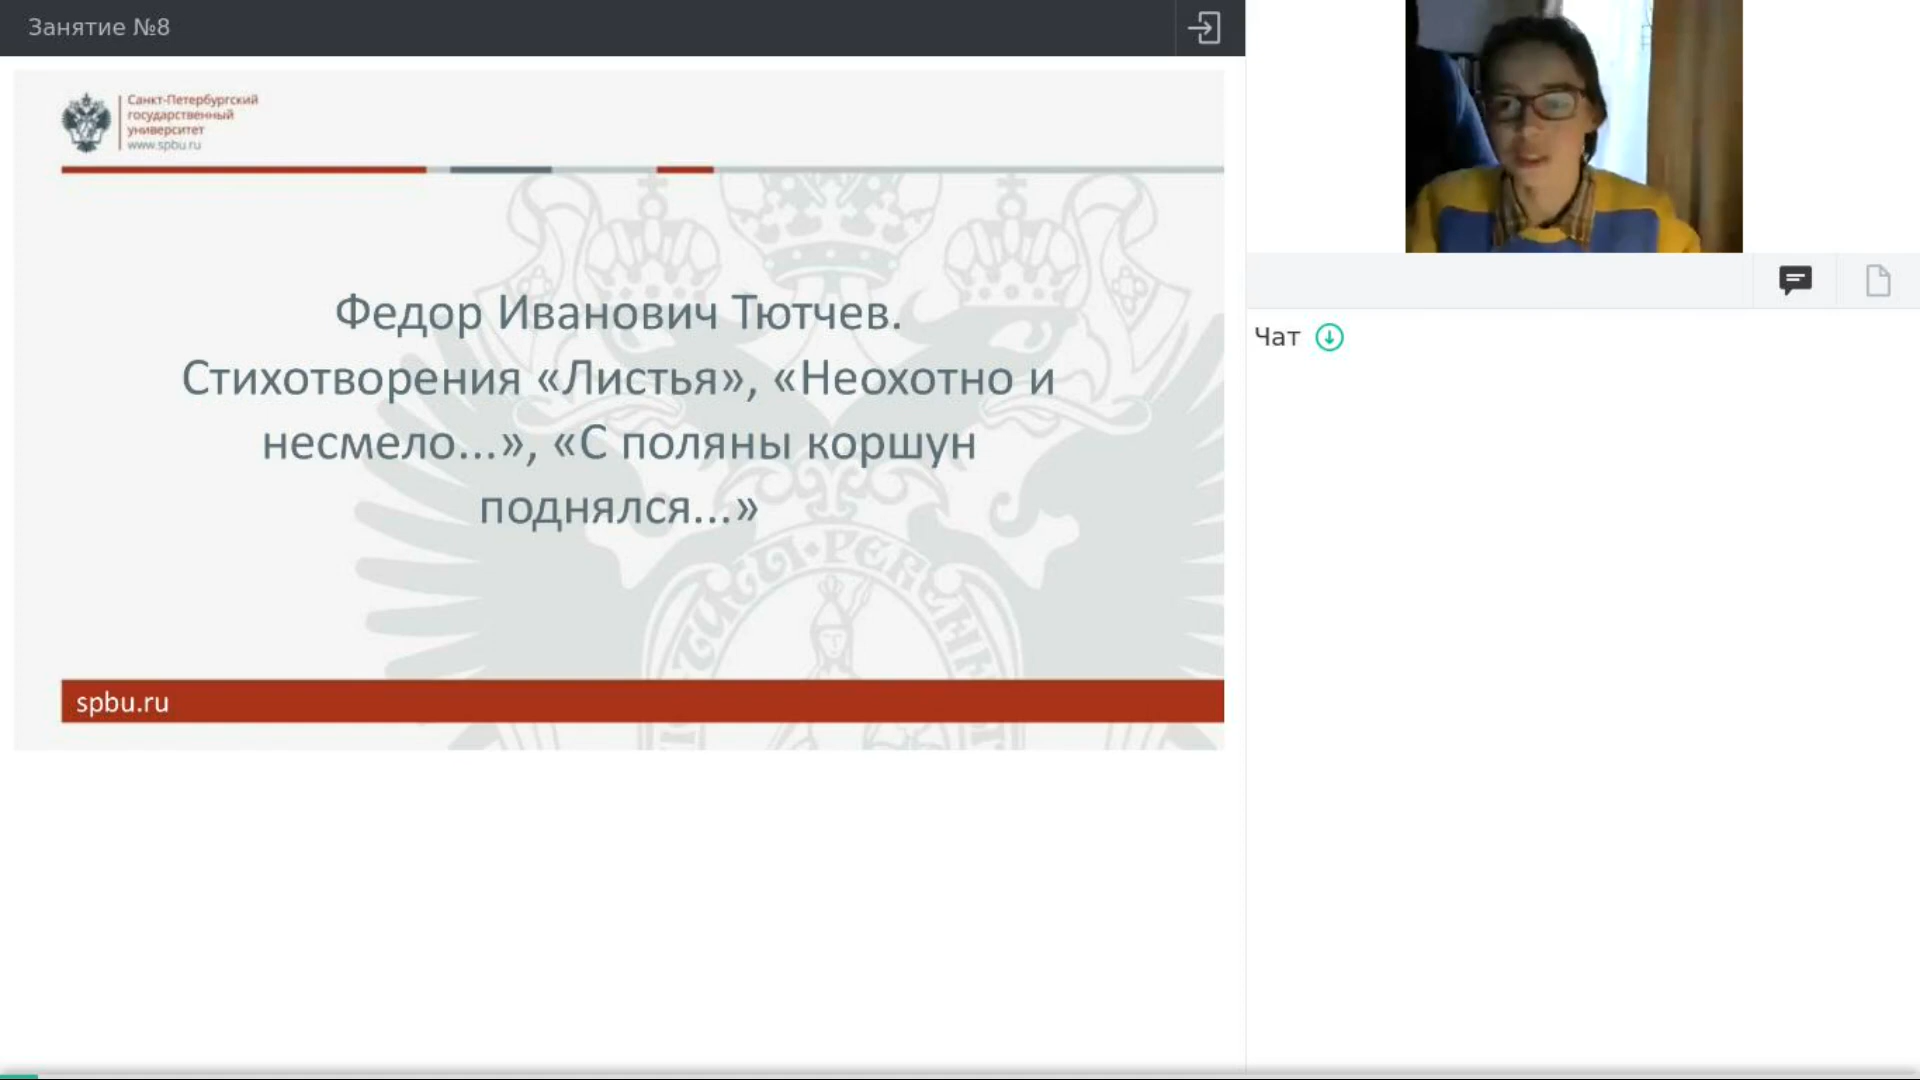 Занятие №8
Санкт-Петербургский
государственный
университет
www.spbu.ru
Федор Иванович Тютчев.
Стихотворения «Листья», «Неохотно и
несмело...», «С поляны коршун
поднялся...»
spbu.ru
Чат